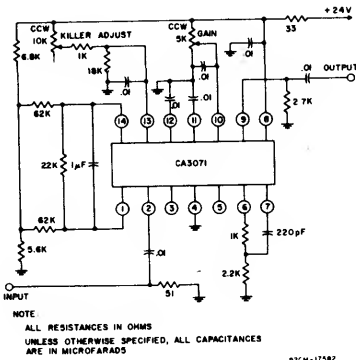 +24V
CCW
10K
KILLER ADJUST
CCW
5K
GAIN
33
6.8K
1K
18K
.01
.01
.01
.01
.01
.01
OUTPUT
2.7K
62K
14
13
12
11
10
9
8
22K
1µF
CA3071
62K
1
2
3
4
5
6
7
5.6K
.01
1K
220pF
2.2K
51
INPUT
NOTE:
ALL RESISTANCES IN OHMS
UNLESS OTHERWISE SPECIFIED, ALL CAPACITANCES
ARE IN MICROFARADS
92CM-17582